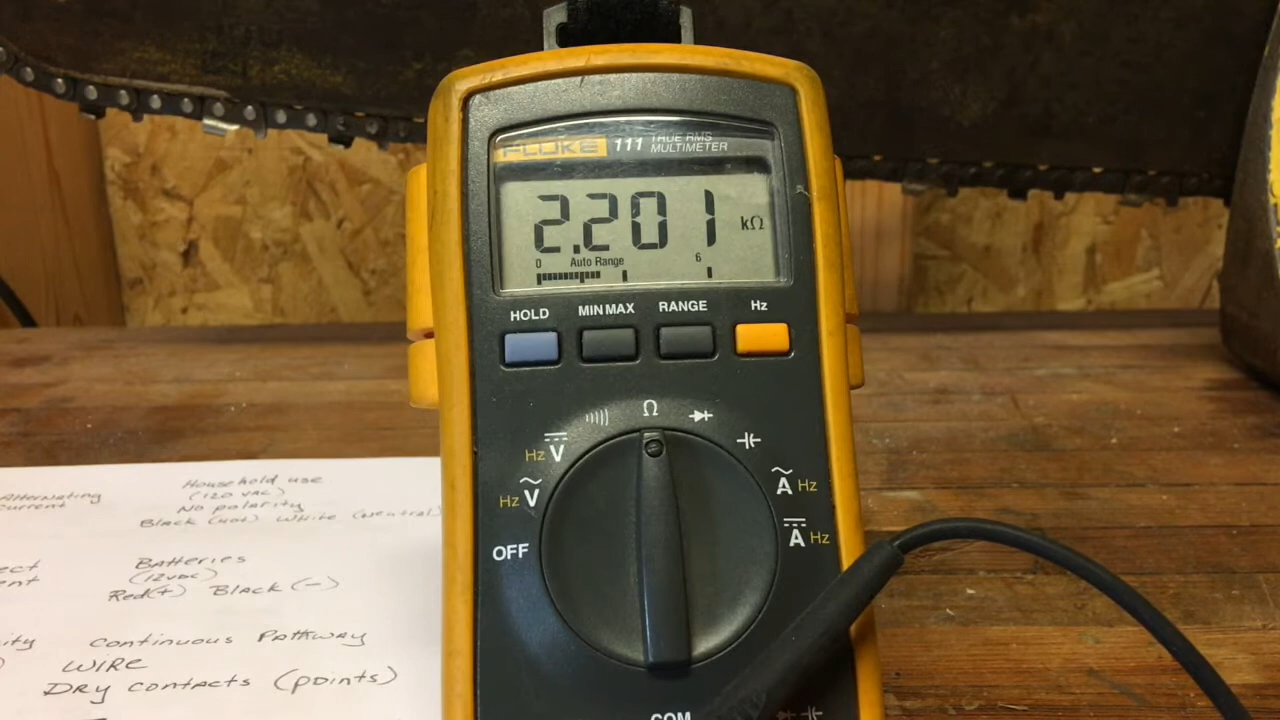 FLUKE 111 TRUE RMS
MULTIMETER
2.201 kΩ
0 Auto Range 6
HOLD MIN MAX RANGE Hz
Ω
Hz V
Hz V
OFF
A Hz
A Hz
COM
Alternating Household use
Current (120 VAC)
No polarity
Black (HOT) White (Neutral)
Batteries
(12VDC)
Red(+) Black (-)
Continuous Pathway
WIRE
DRY contacts (points)